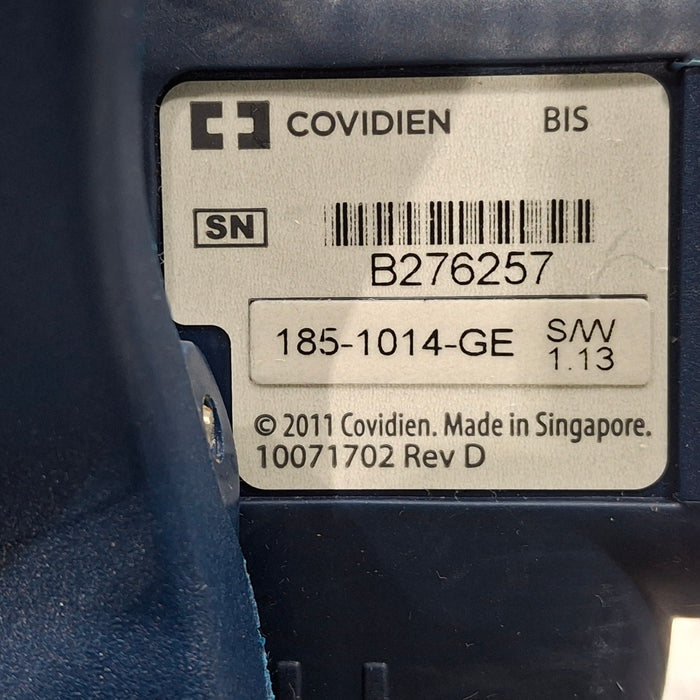 COVIDIEN BIS
SN
B276257
185-1014-GE S/W
1.13
© 2011 Covidien. Made in Singapore.
10071702 Rev D